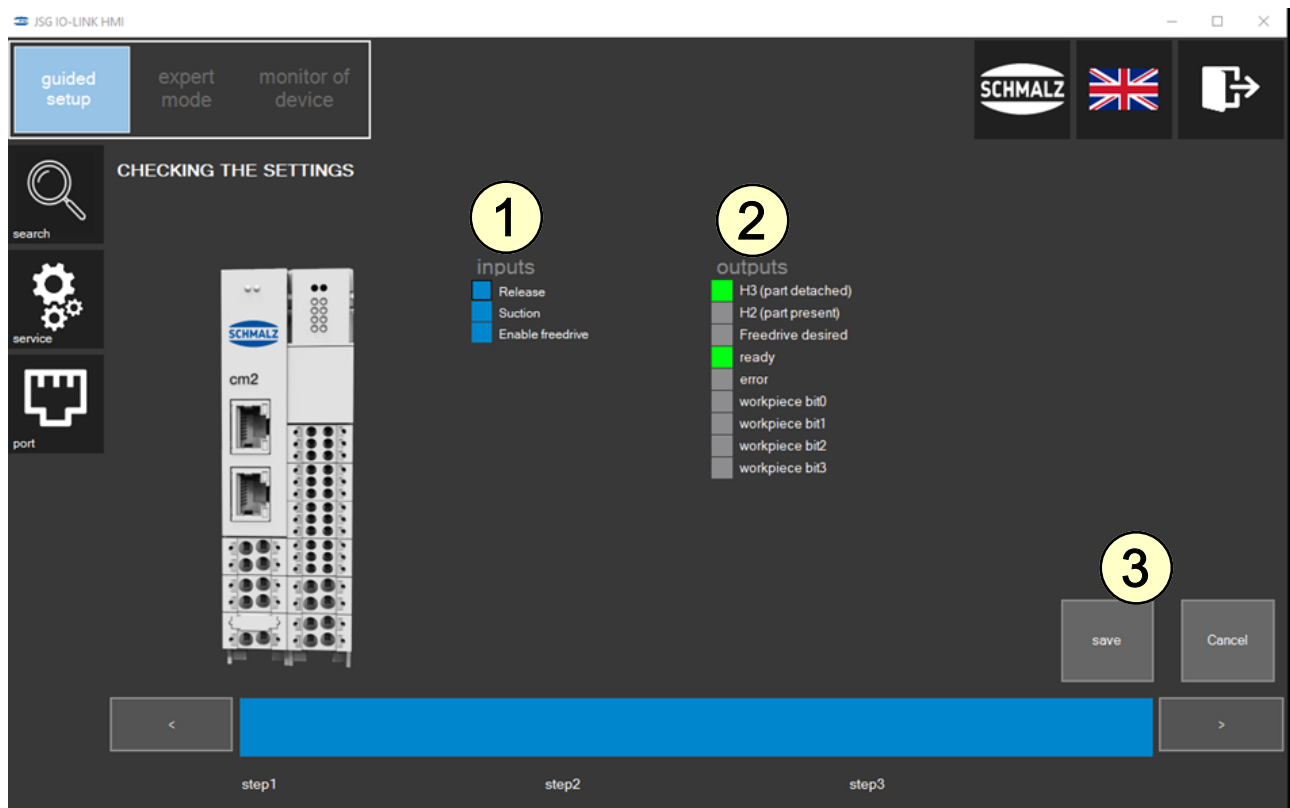 JSG IO-LINK HMI
guided
setup
expert
mode
monitor of
device
SCHMALZ
search
service
port
CHECKING THE SETTINGS
SCHMALZ
cm2
1
inputs
Release
Suction
Enable freedrive
2
outputs
H3 (part detached)
H2 (part present)
Freedrive desired
ready
error
workpiece bit0
workpiece bit1
workpiece bit2
workpiece bit3
3
save
Cancel
<
>
step1
step2
step3